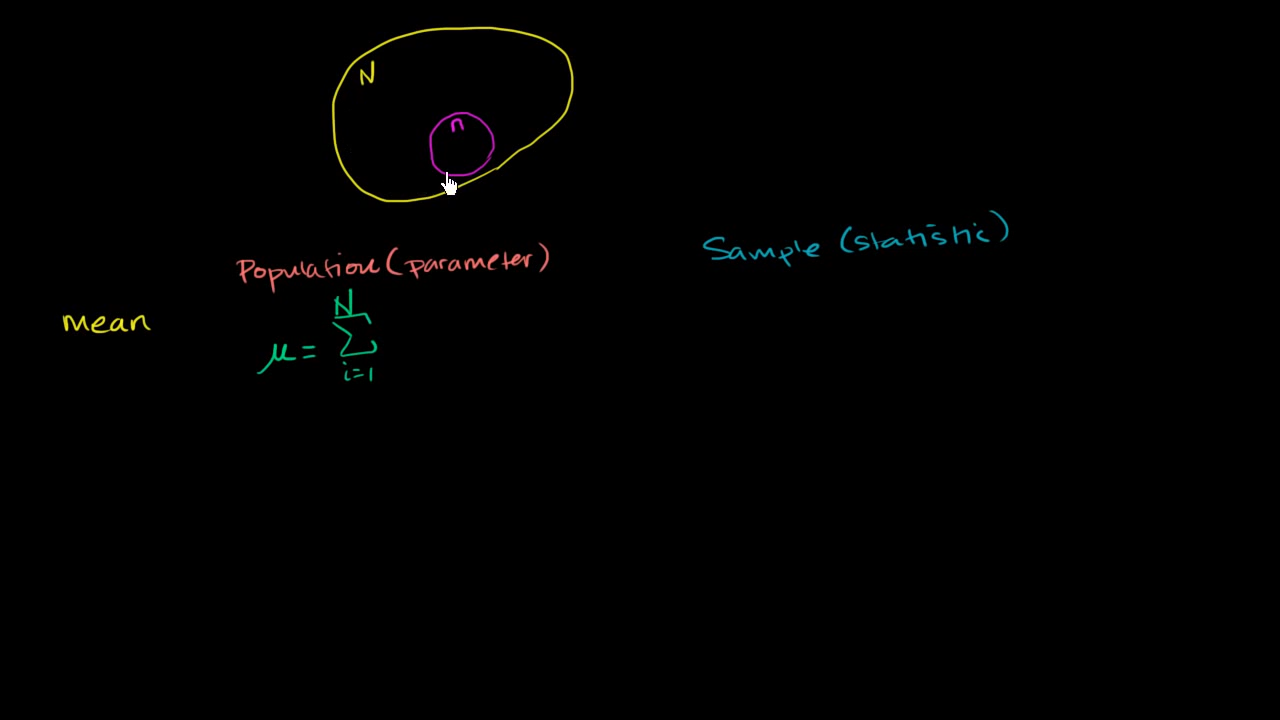 N
n
Population (parameter)
Sample (statistic)
mean
N
μ = Σ
i=1